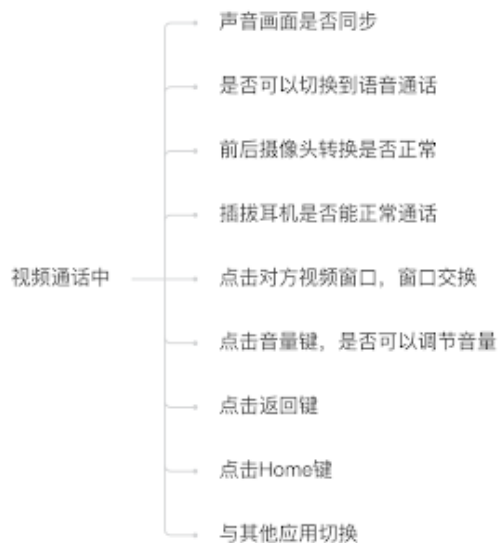 声音画面是否同步
是否可以切换到语音通话
前后摄像头转换是否正常
插拔耳机是否能正常通话
视频通话中
点击对方视频窗口，窗口交换
点击音量键，是否可以调节音量
点击返回键
点击Home键
与其他应用切换